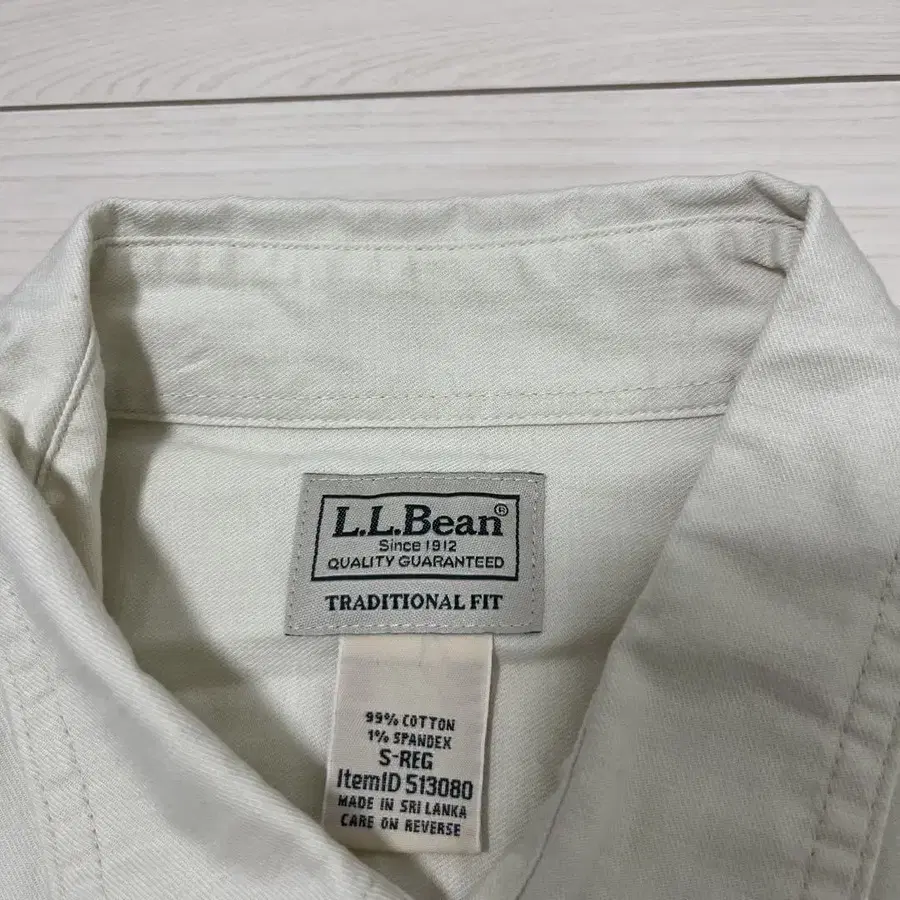 L.L.Bean®
Since 1912
QUALITY GUARANTEED
TRADITIONAL FIT
99% COTTON
1% SPANDEX
S-REG
ItemID 513080
MADE IN SRI LANKA
CARE ON REVERSE